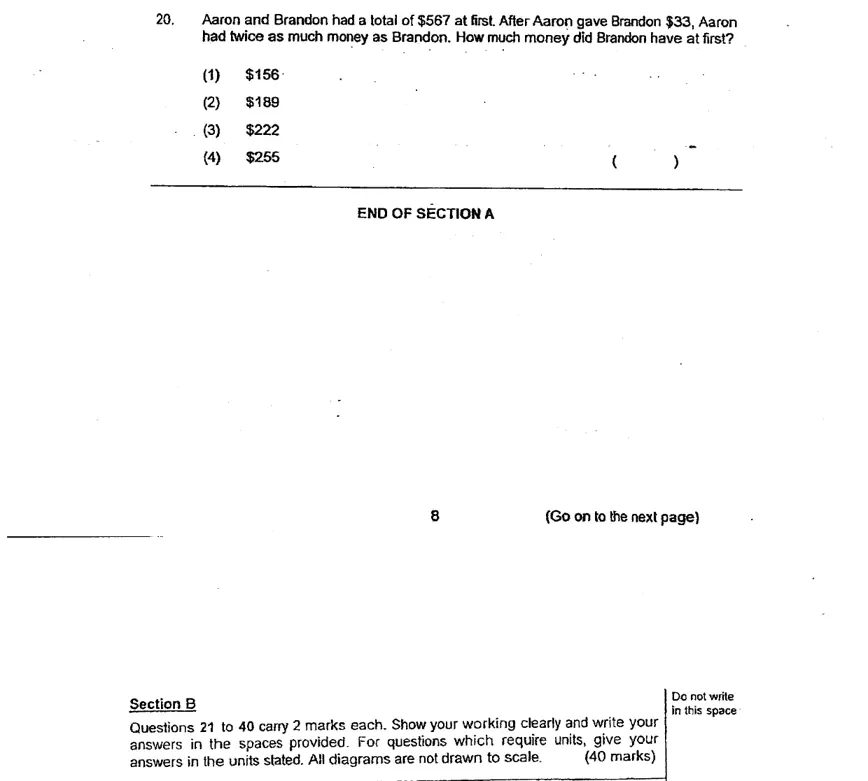 20. Aaron and Brandon had a total of $567 at first. After Aaron gave Brandon $33, Aaron
had twice as much money as Brandon. How much money did Brandon have at first?
(1) $156
(2) $189
(3) $222
(4) $255 ( )
END OF SECTION A
8 (Go on to the next page)
Section B
Do not write
in this space
Questions 21 to 40 carry 2 marks each. Show your working clearly and write your
answers in the spaces provided. For questions which require units, give your
answers in the units stated. All diagrams are not drawn to scale. (40 marks)